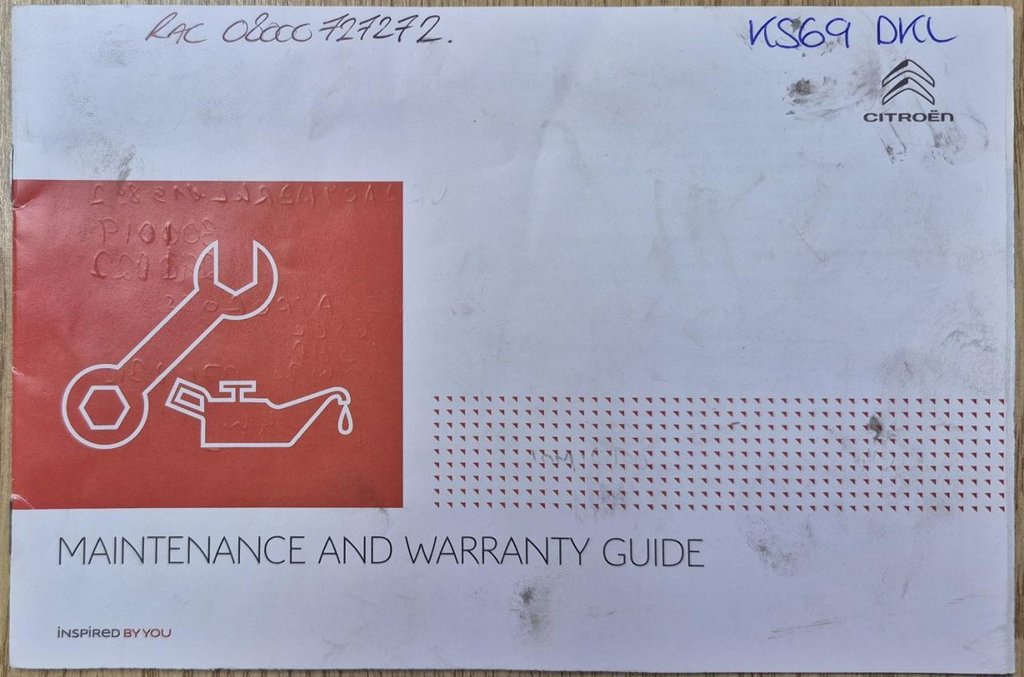 RAC 08000 727272.
KS69 DKL
CITROËN
MAINTENANCE AND WARRANTY GUIDE
INSPIRED BY YOU